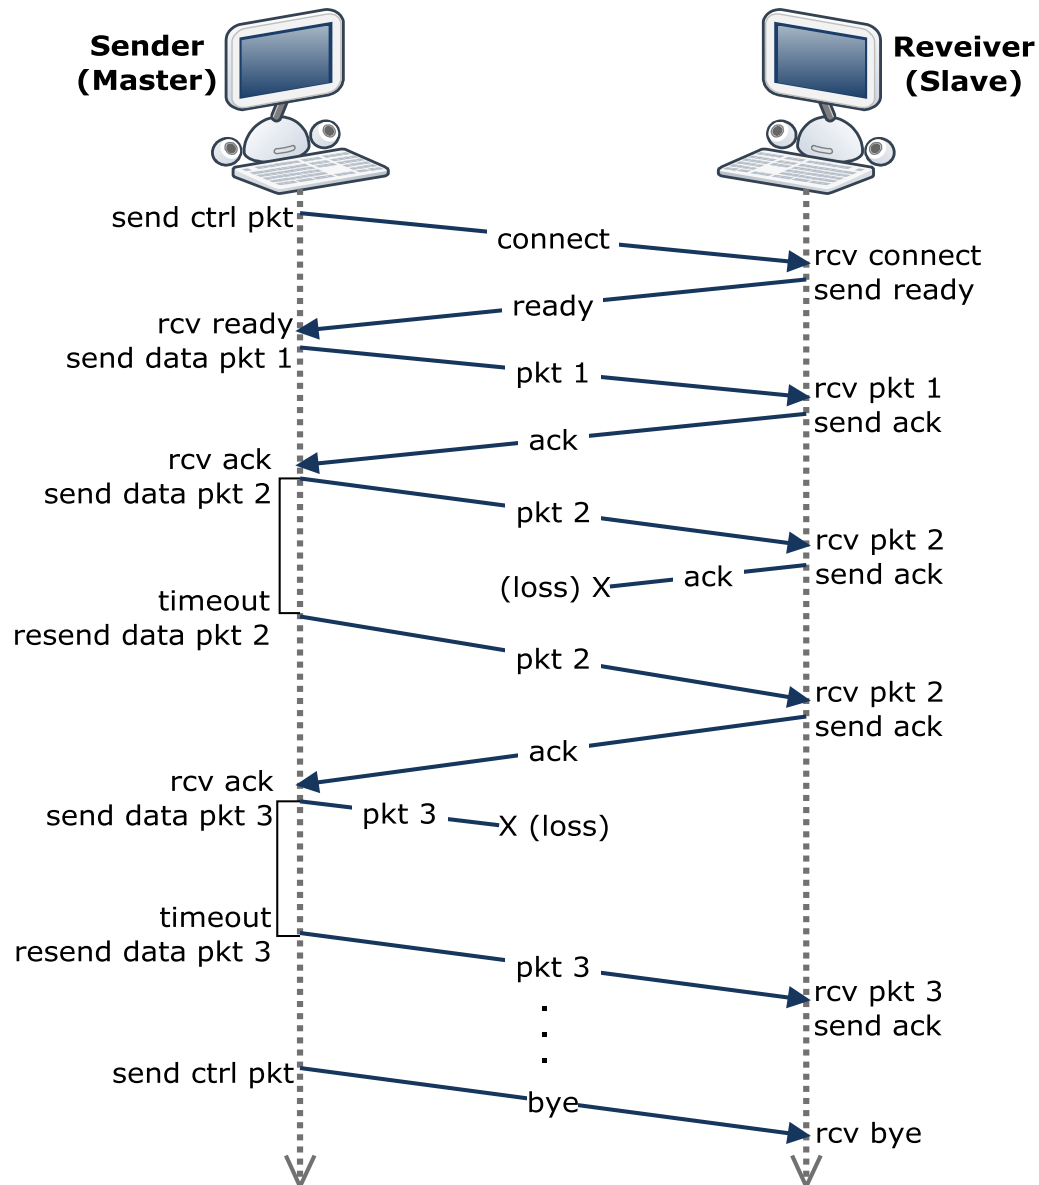 Sender
(Master)
Reveiver
(Slave)
send ctrl pkt
connect
rcv connect
send ready
ready
rcv ready
send data pkt 1
pkt 1
rcv pkt 1
send ack
ack
rcv ack
send data pkt 2
pkt 2
rcv pkt 2
send ack
ack
(loss) X
timeout
resend data pkt 2
pkt 2
rcv pkt 2
send ack
ack
rcv ack
send data pkt 3
pkt 3
X (loss)
timeout
resend data pkt 3
pkt 3
rcv pkt 3
send ack
.
.
.
send ctrl pkt
bye
rcv bye